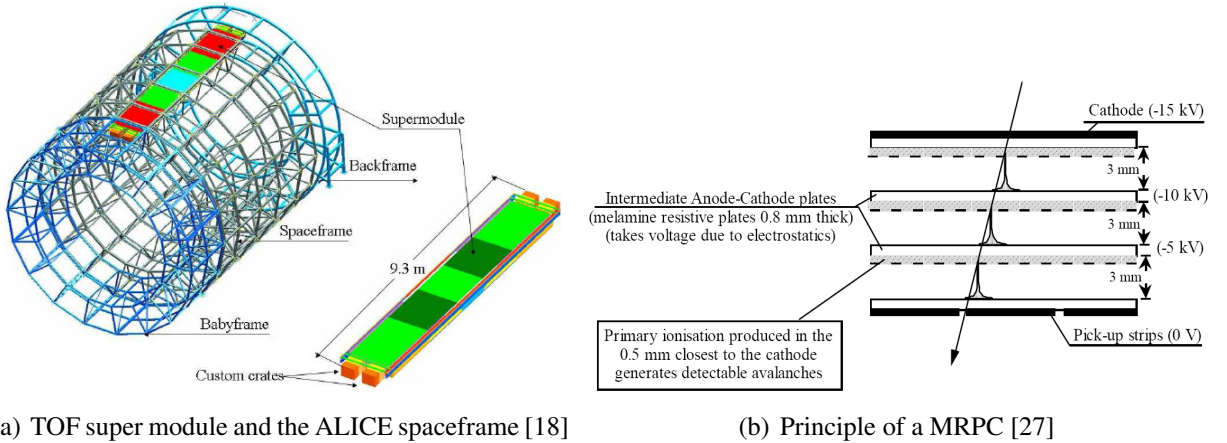 Supermodule
Backframe
Spaceframe
9.3 m
Babyframe
Custom crates
a) TOF super module and the ALICE spaceframe [18]
Cathode (-15 kV)
3 mm
Intermediate Anode-Cathode plates
(melamine resistive plates 0.8 mm thick)
(takes voltage due to electrostatics)
(-10 kV)
3 mm
(-5 kV)
3 mm
Primary ionisation produced in the
0.5 mm closest to the cathode
generates detectable avalanches
Pick-up strips (0 V)
(b) Principle of a MRPC [27]